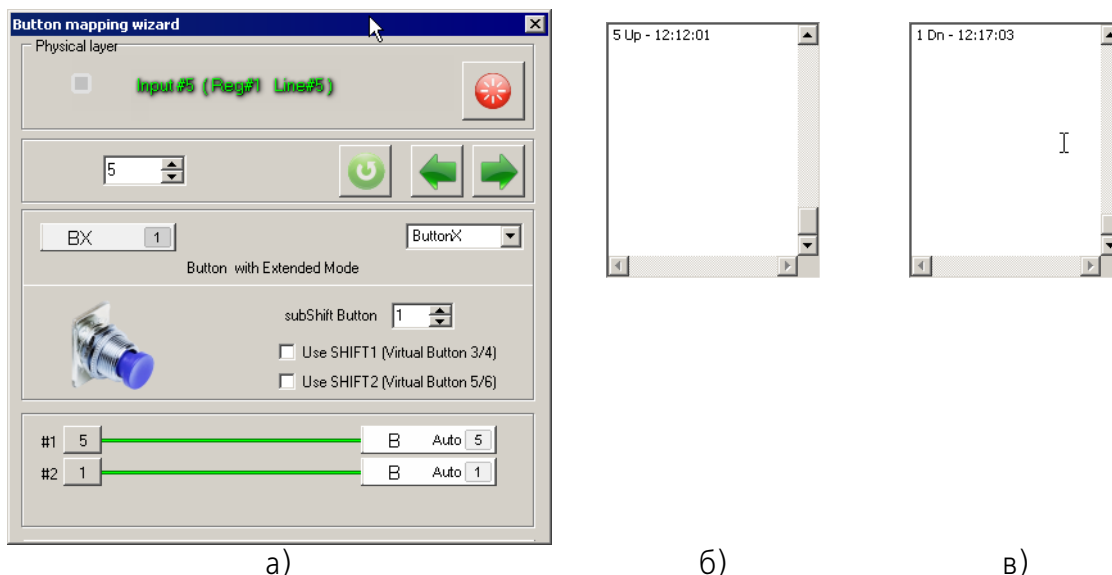 Button mapping wizard
Physical layer
Input#5 (Reg#1 Line#5)
5
BX 1
ButtonX
Button with Extended Mode
subShift Button 1
Use SHIFT1 (Virtual Button 3/4)
Use SHIFT2 (Virtual Button 5/6)
#1 5 B Auto 5
#2 1 B Auto 1
а)
5 Up - 12:12:01
б)
1 Dn - 12:17:03
в)